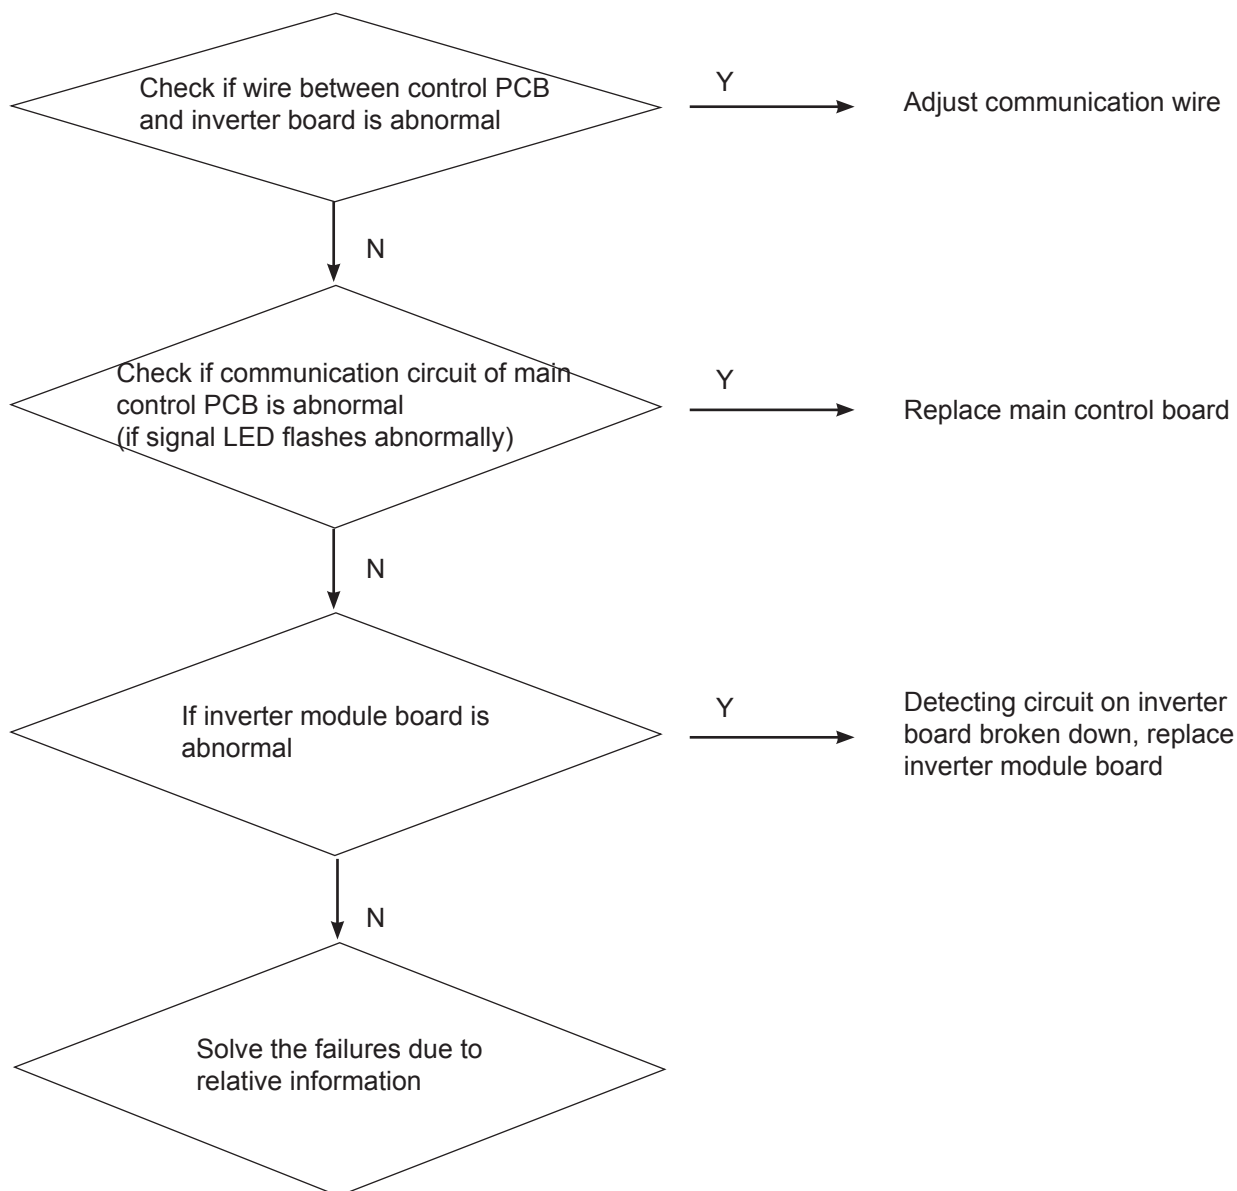 Check if wire between control PCB
and inverter board is abnormal
Y
Adjust communication wire
N
Check if communication circuit of main
control PCB is abnormal
(if signal LED flashes abnormally)
Y
Replace main control board
N
If inverter module board is
abnormal
Y
Detecting circuit on inverter
board broken down, replace
inverter module board
N
Solve the failures due to
relative information